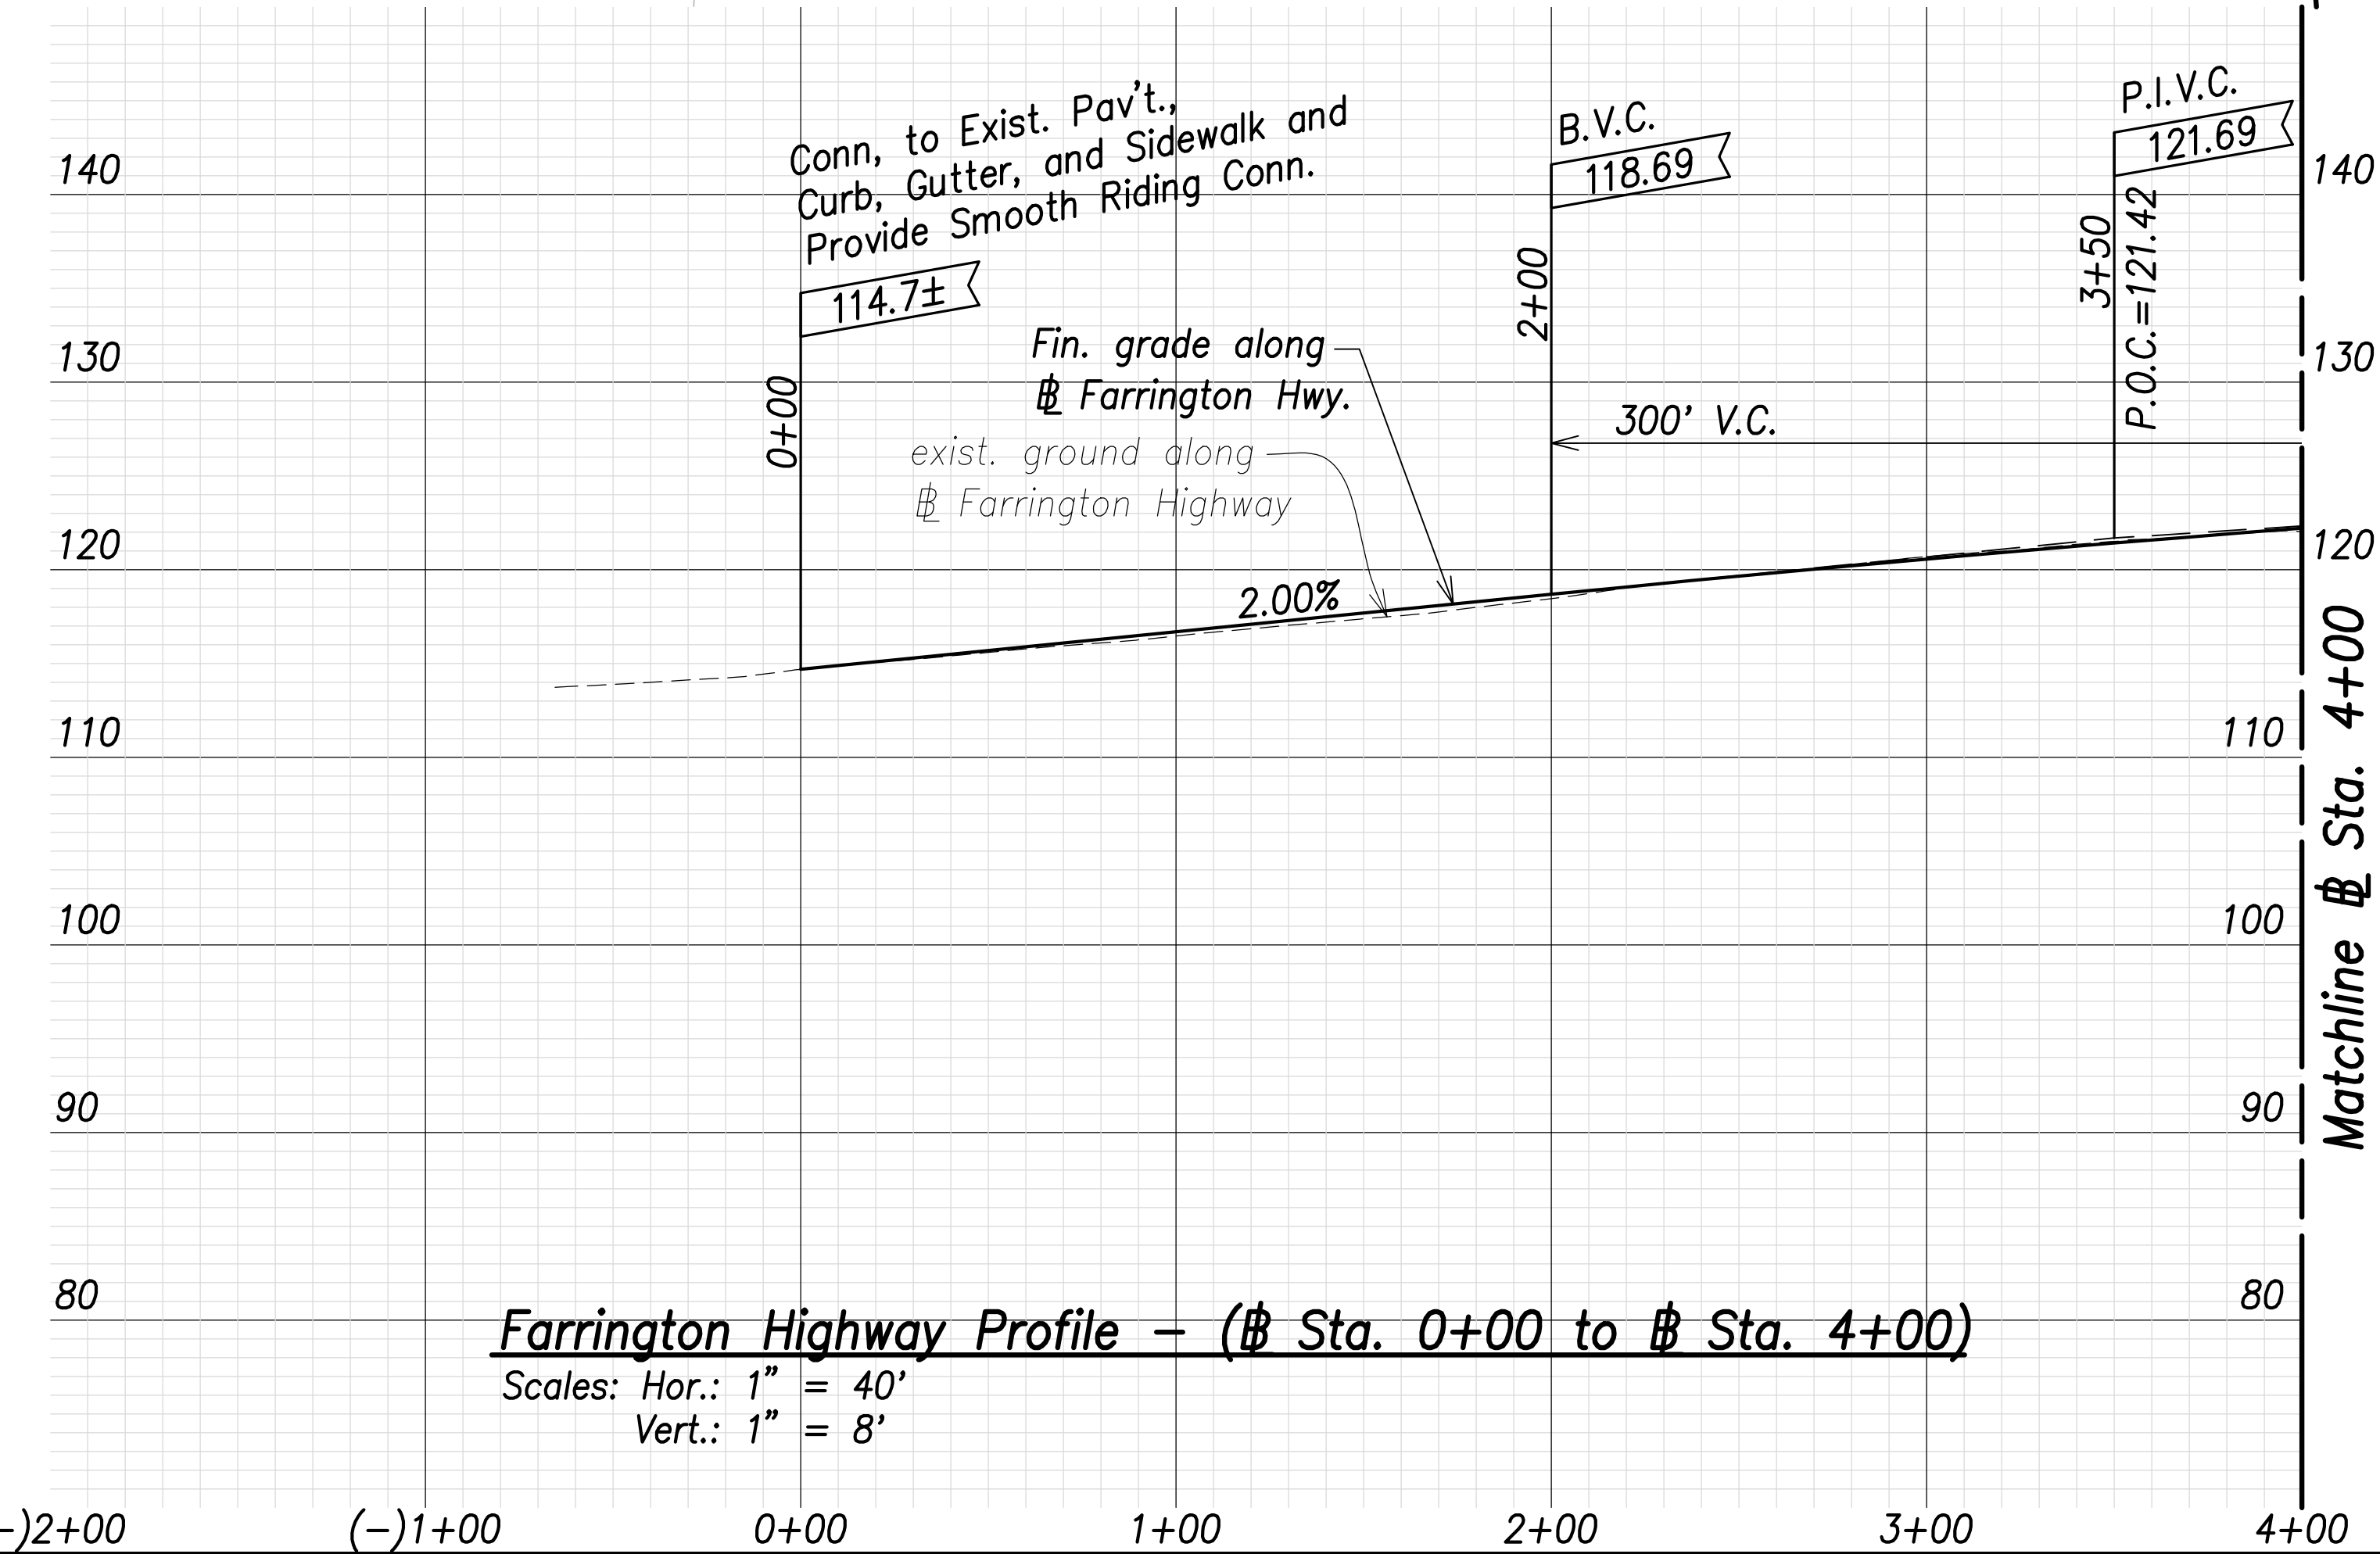 Conn, to Exist. Pav't.,
Curb, Gutter, and Sidewalk and
Provide Smooth Riding Conn.
114.7±
0+00
B.V.C.
118.69
2+00
P.I.V.C.
121.69
3+50
P.O.C.=121.42
Fin. grade along
℄ Farrington Hwy.
exist. ground along
℄ Farrington Highway
300' V.C.
2.00%
140
130
120
110
100
90
80
140
130
120
110
100
90
80
Matchline ℄ Sta. 4+00
Farrington Highway Profile – (℄ Sta. 0+00 to ℄ Sta. 4+00)
Scales: Hor.: 1" = 40'
Vert.: 1" = 8'
-)2+00 (-)1+00 0+00 1+00 2+00 3+00 4+00